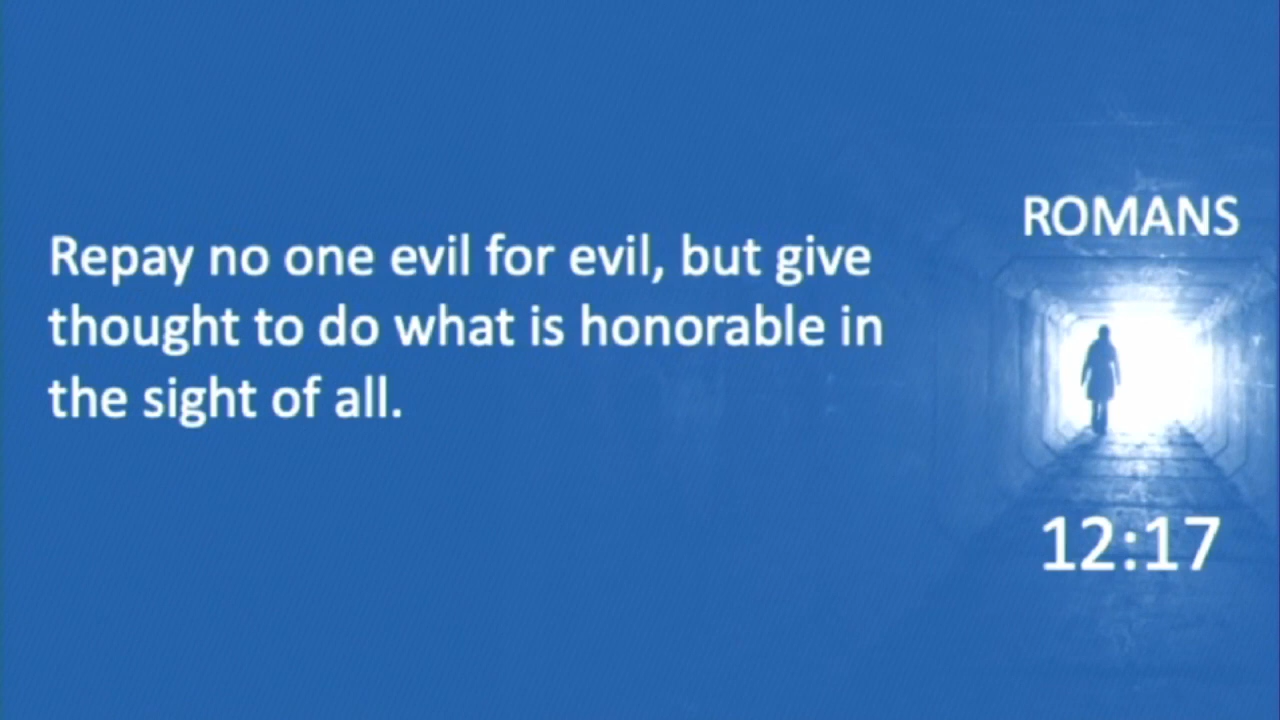 Repay no one evil for evil, but give
thought to do what is honorable in
the sight of all.
ROMANS
12:17